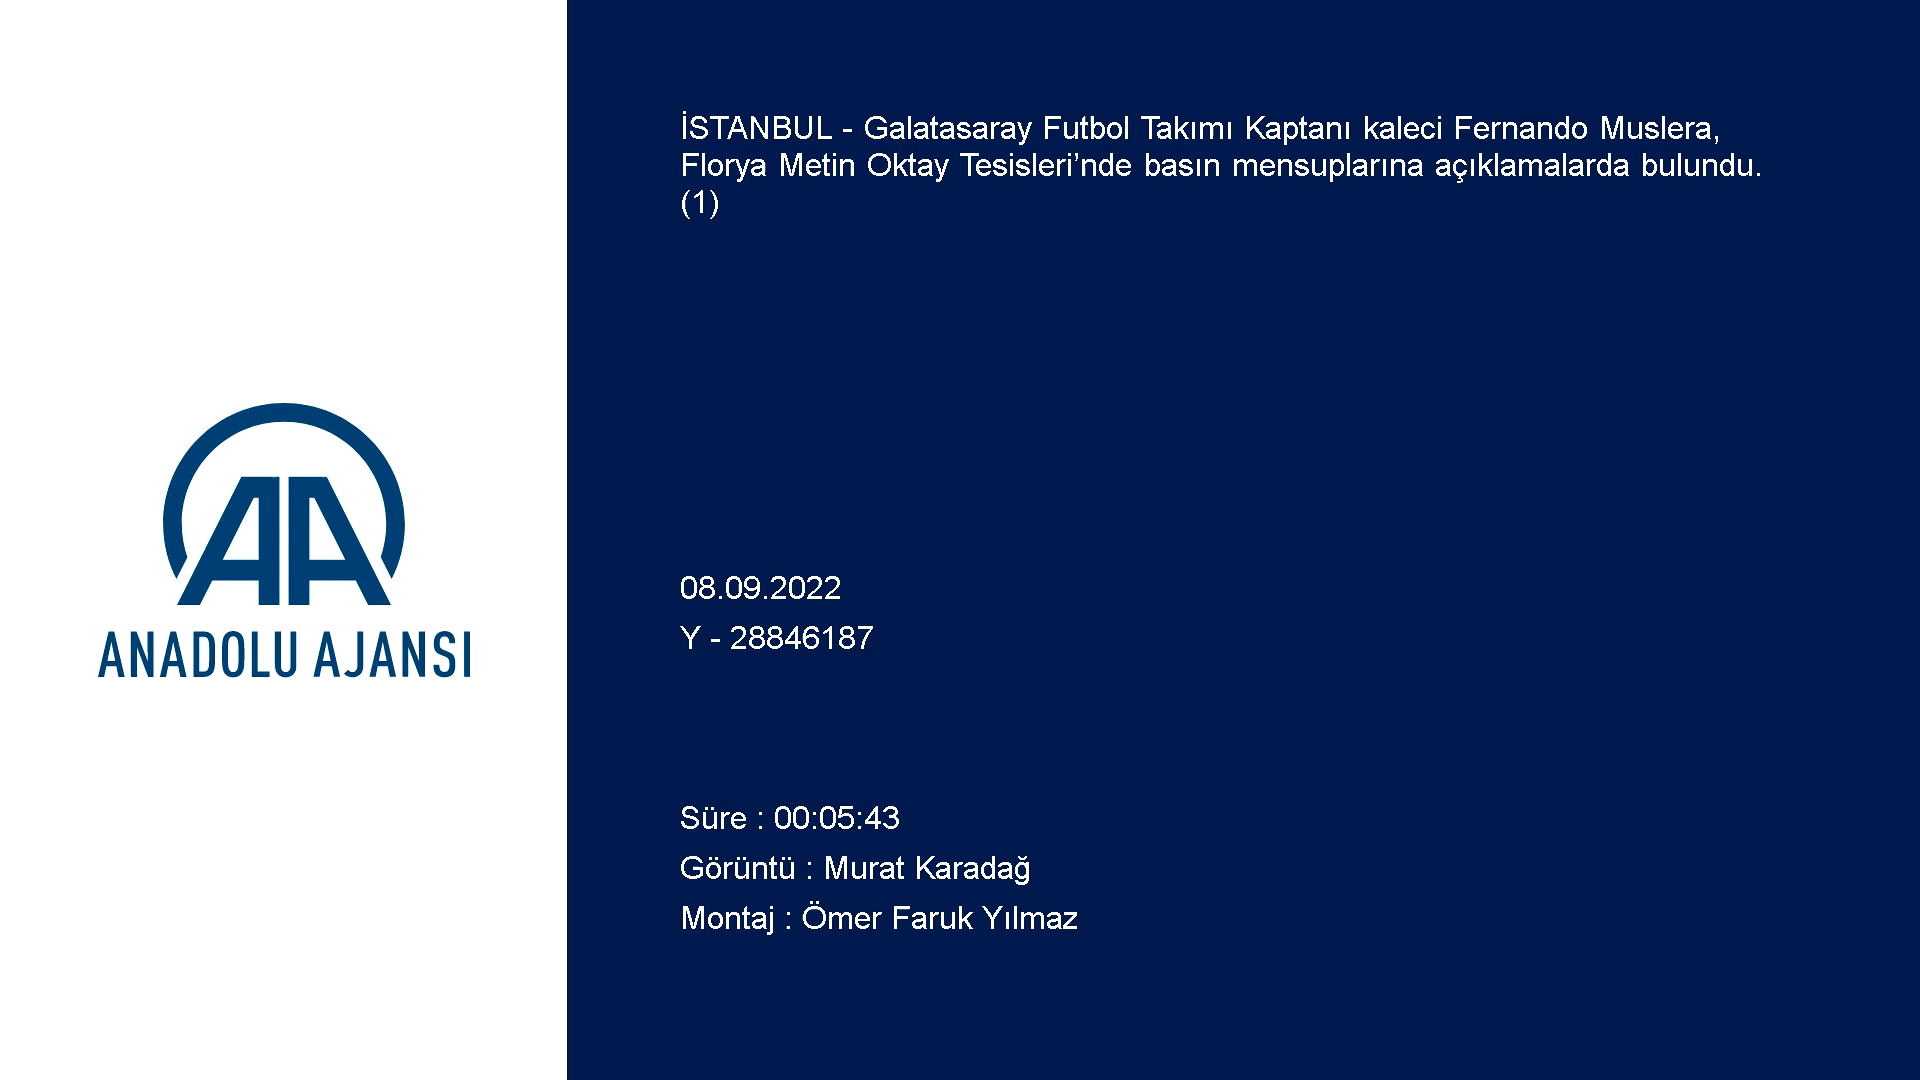 İSTANBUL - Galatasaray Futbol Takımı Kaptanı kaleci Fernando Muslera,
Florya Metin Oktay Tesisleri’nde basın mensuplarına açıklamalarda bulundu.
(1)
AA
ANADOLU AJANSI
08.09.2022
Y - 28846187
Süre : 00:05:43
Görüntü : Murat Karadağ
Montaj : Ömer Faruk Yılmaz